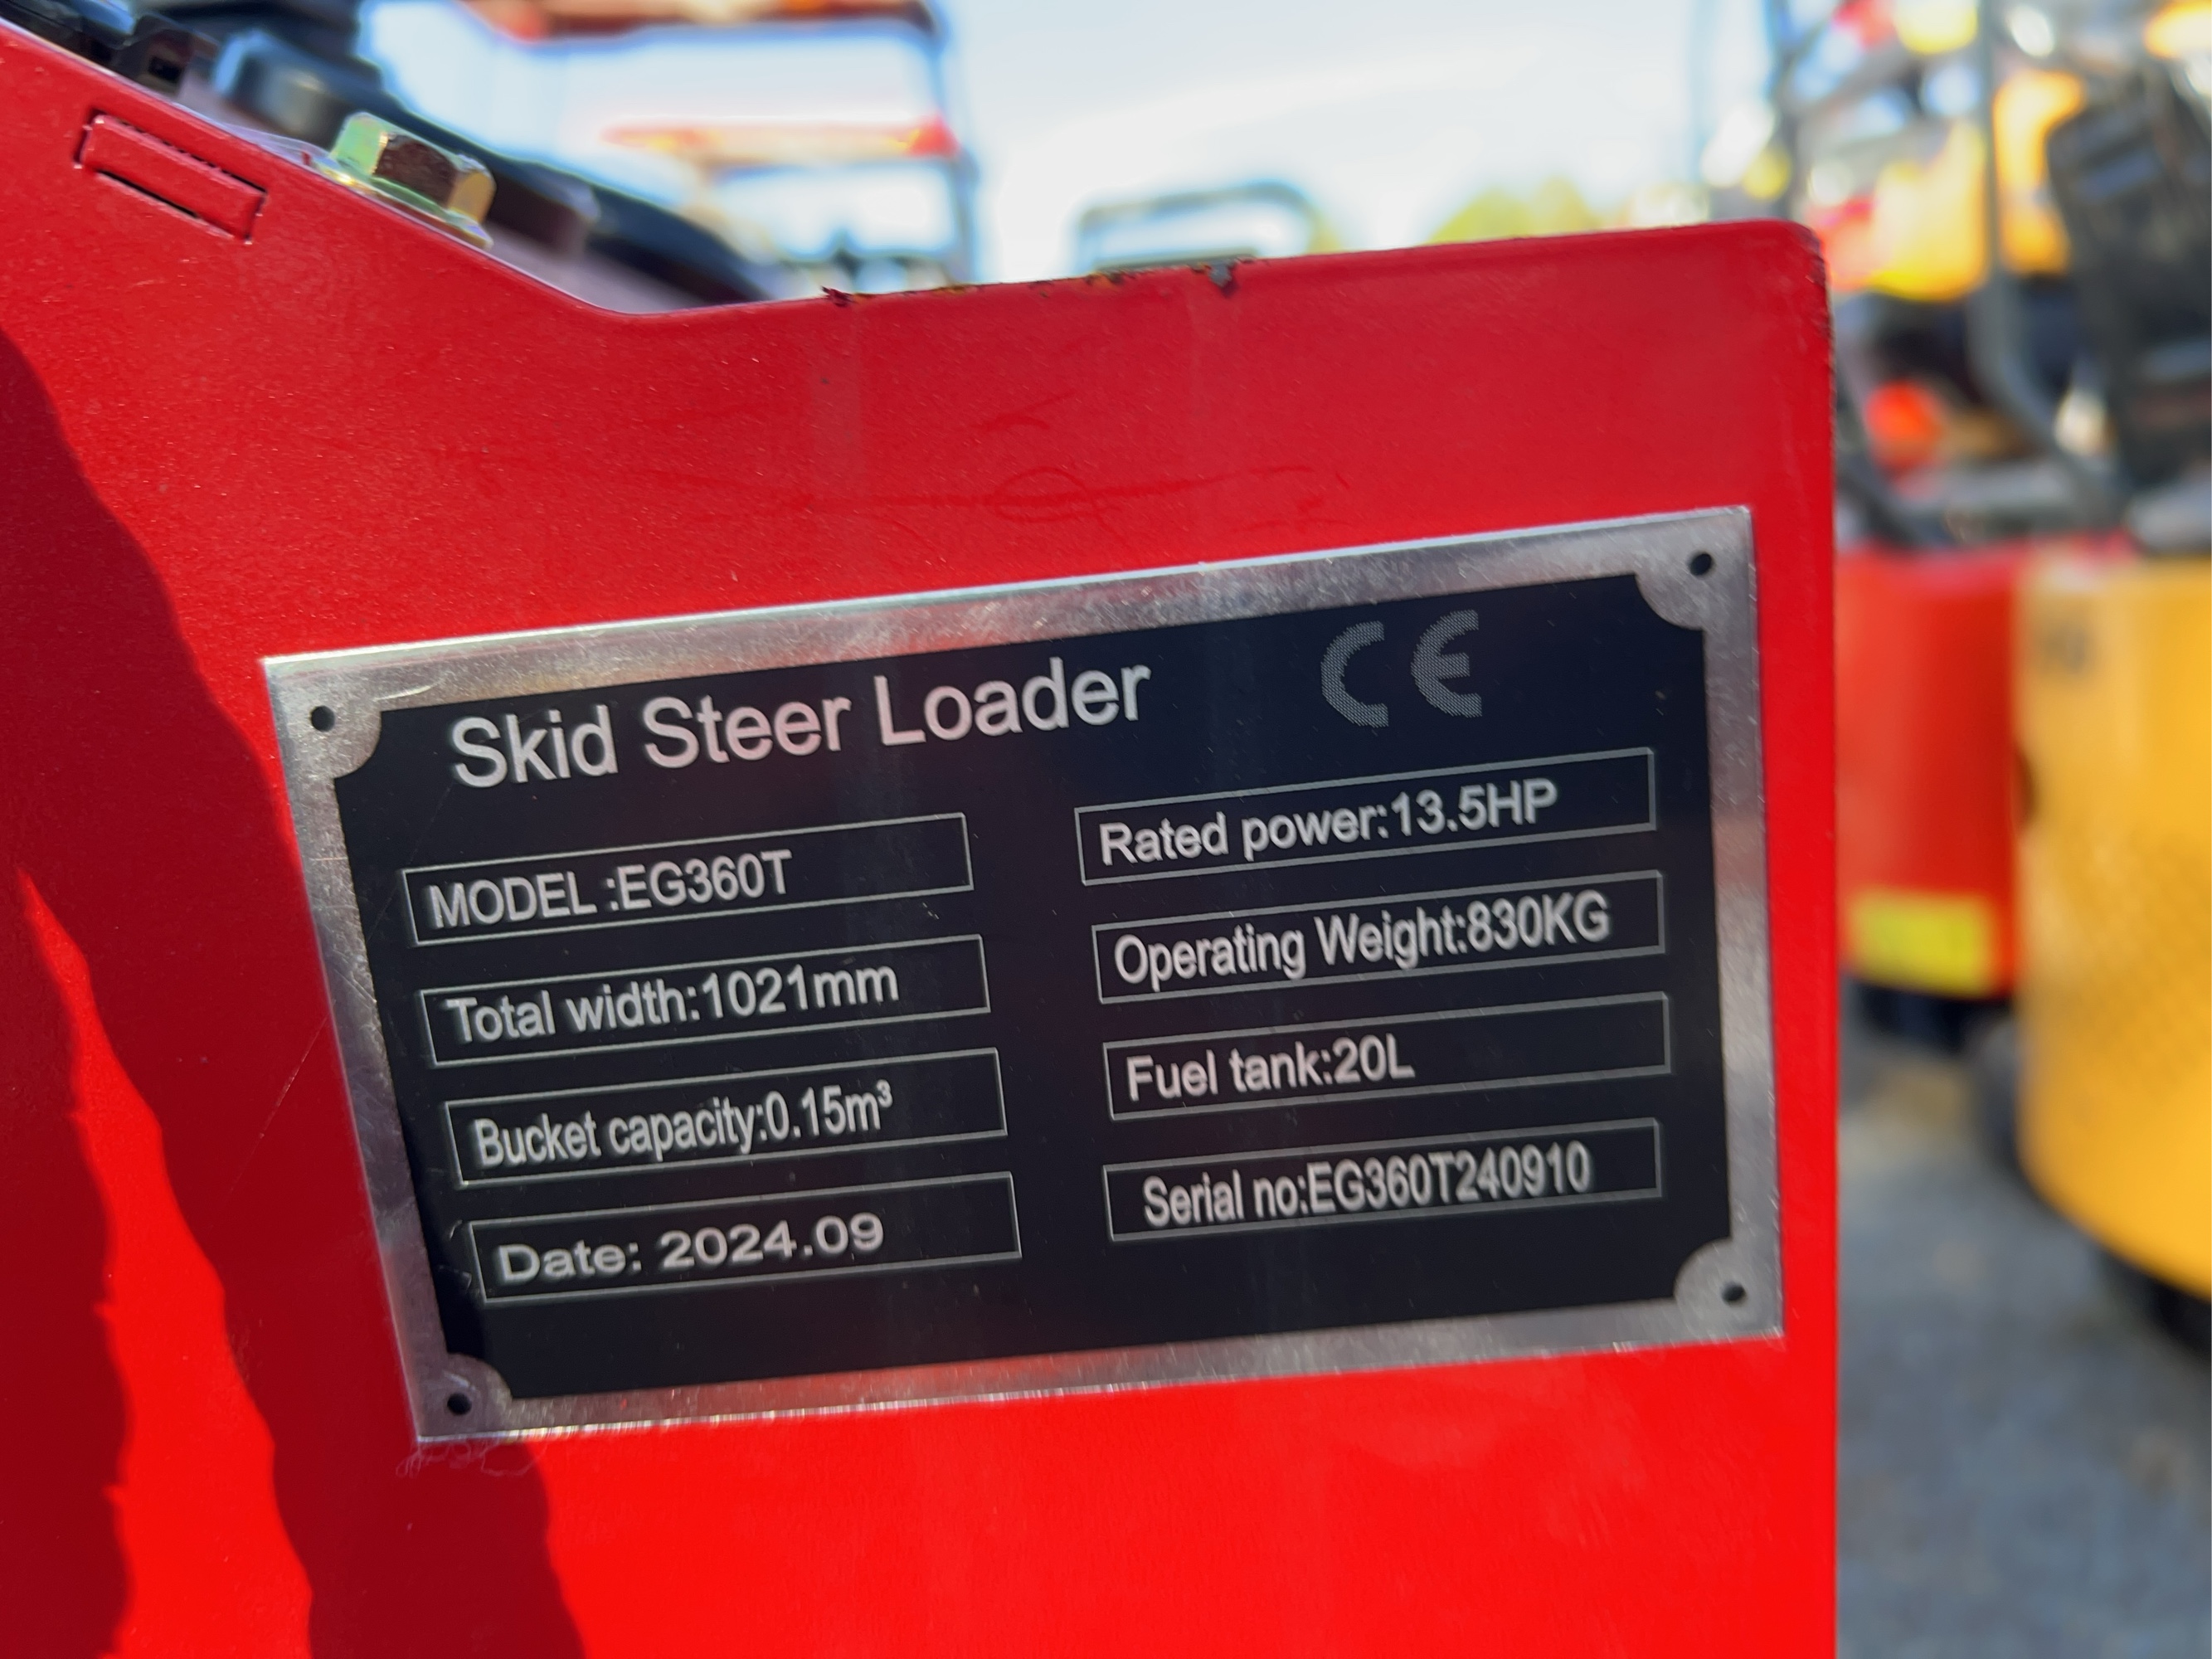 Skid Steer Loader CE
MODEL :EG360T
Rated power:13.5HP
Total width:1021mm
Operating Weight:830KG
Bucket capacity:0.15m³
Fuel tank:20L
Date: 2024.09
Serial no:EG360T240910